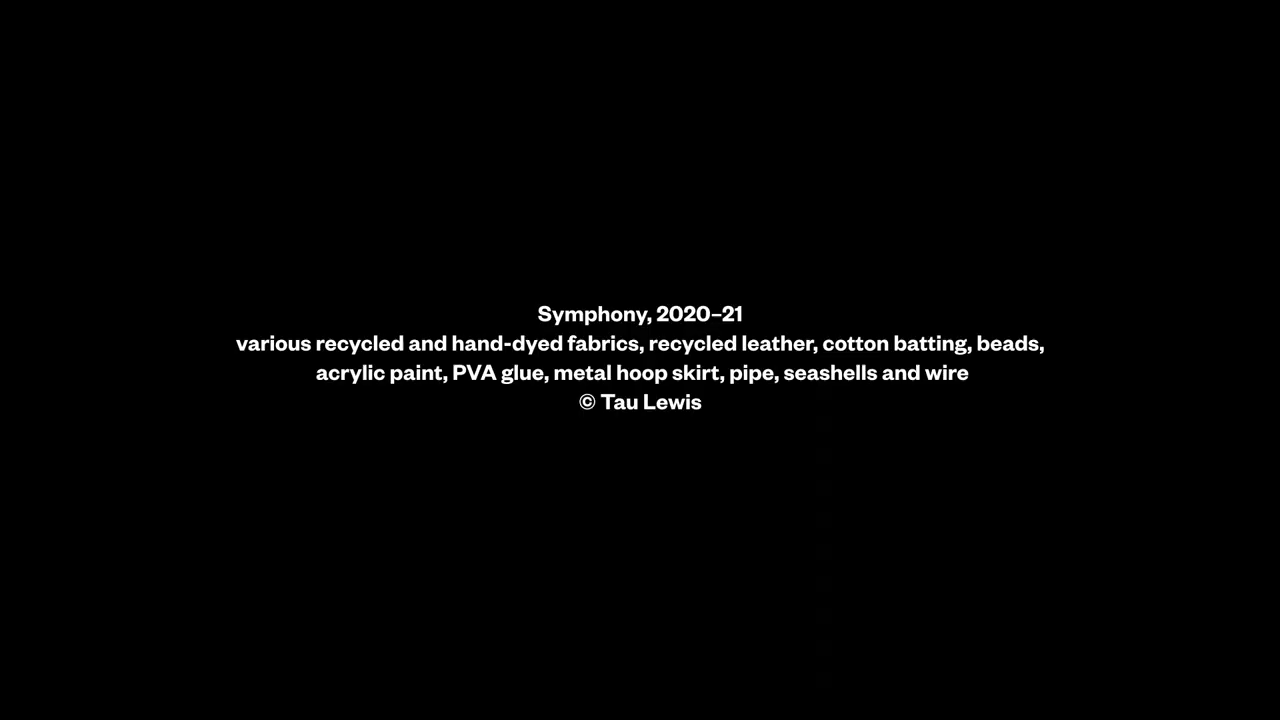 Symphony, 2020–21
various recycled and hand-dyed fabrics, recycled leather, cotton batting, beads,
acrylic paint, PVA glue, metal hoop skirt, pipe, seashells and wire
© Tau Lewis